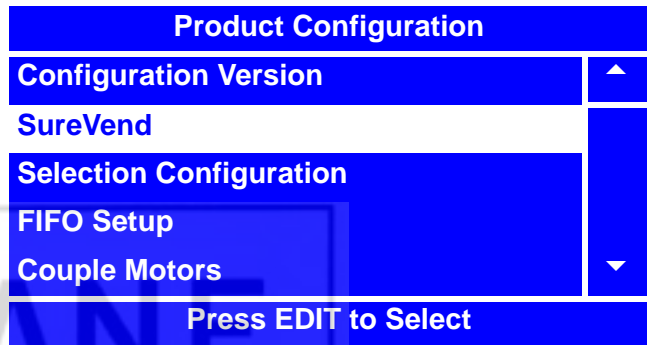 Product Configuration
Configuration Version
SureVend
Selection Configuration
FIFO Setup
Couple Motors
Press EDIT to Select